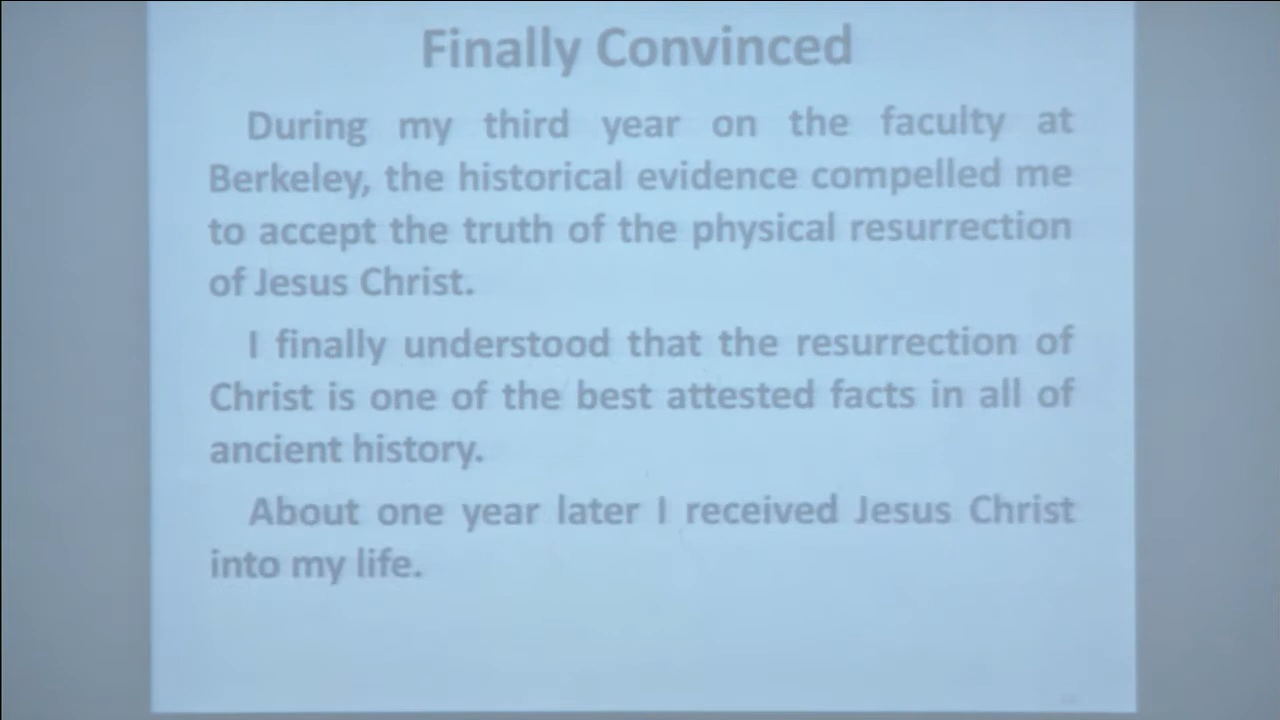 Finally Convinced
During my third year on the faculty at
Berkeley, the historical evidence compelled me
to accept the truth of the physical resurrection
of Jesus Christ.
I finally understood that the resurrection of
Christ is one of the best attested facts in all of
ancient history.
About one year later I received Jesus Christ
into my life.